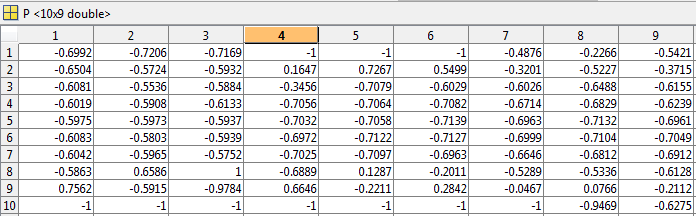 P <10x9 double>
1 2 3 4 5 6 7 8 9
1 -0.6992 -0.7206 -0.7169 -1 -1 -1 -0.4876 -0.2266 -0.5421
2 -0.6504 -0.5724 -0.5932 0.1647 0.7267 0.5499 -0.3201 -0.5227 -0.3715
3 -0.6081 -0.5536 -0.5884 -0.3456 -0.7079 -0.6029 -0.6026 -0.6488 -0.6155
4 -0.6019 -0.5908 -0.6133 -0.7056 -0.7064 -0.7082 -0.6714 -0.6829 -0.6239
5 -0.5975 -0.5973 -0.5937 -0.7032 -0.7058 -0.7139 -0.6963 -0.7132 -0.6961
6 -0.6083 -0.5803 -0.5939 -0.6972 -0.7122 -0.7127 -0.6999 -0.7104 -0.7049
7 -0.6042 -0.5965 -0.5752 -0.7025 -0.7097 -0.6963 -0.6646 -0.6812 -0.6912
8 -0.5863 0.6586 1 -0.6889 0.1287 -0.2011 -0.5289 -0.5336 -0.6128
9 0.7562 -0.5915 -0.9784 0.6646 -0.2211 0.2842 -0.0467 0.0766 -0.2112
10 -1 -1 -1 -1 -1 -1 -1 -0.9469 -0.6275